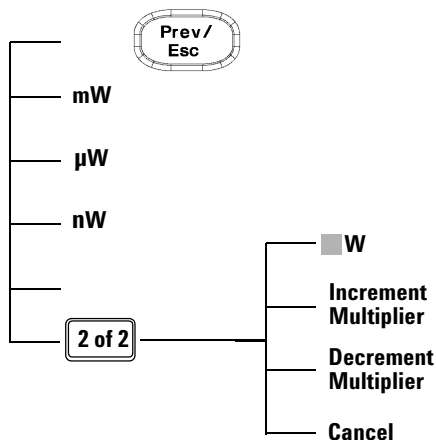 Prev/
Esc
mW
µW
nW
2 of 2
W
Increment
Multiplier
Decrement
Multiplier
Cancel